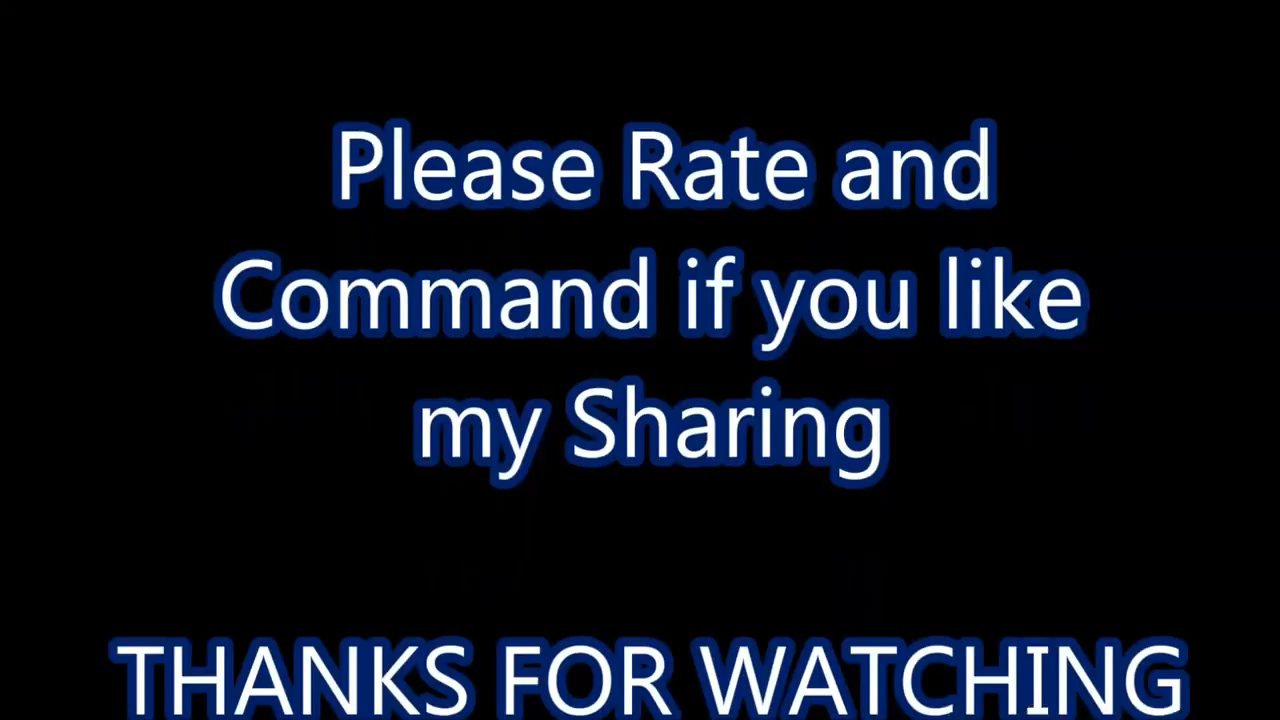 Please Rate and
Command if you like
my Sharing
THANKS FOR WATCHING